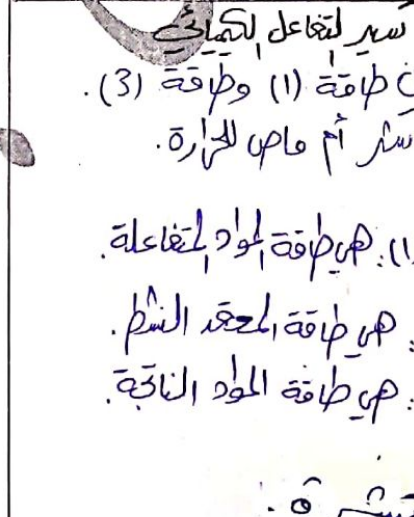 سير التفاعل الكيميائي
طاقة (1) وطاقة (3).
أم ماص للحرارة.
(1): هي طاقة المواد المتفاعلة.
: هي طاقة المعقد النشط.
: هي طاقة المواد الناتجة.